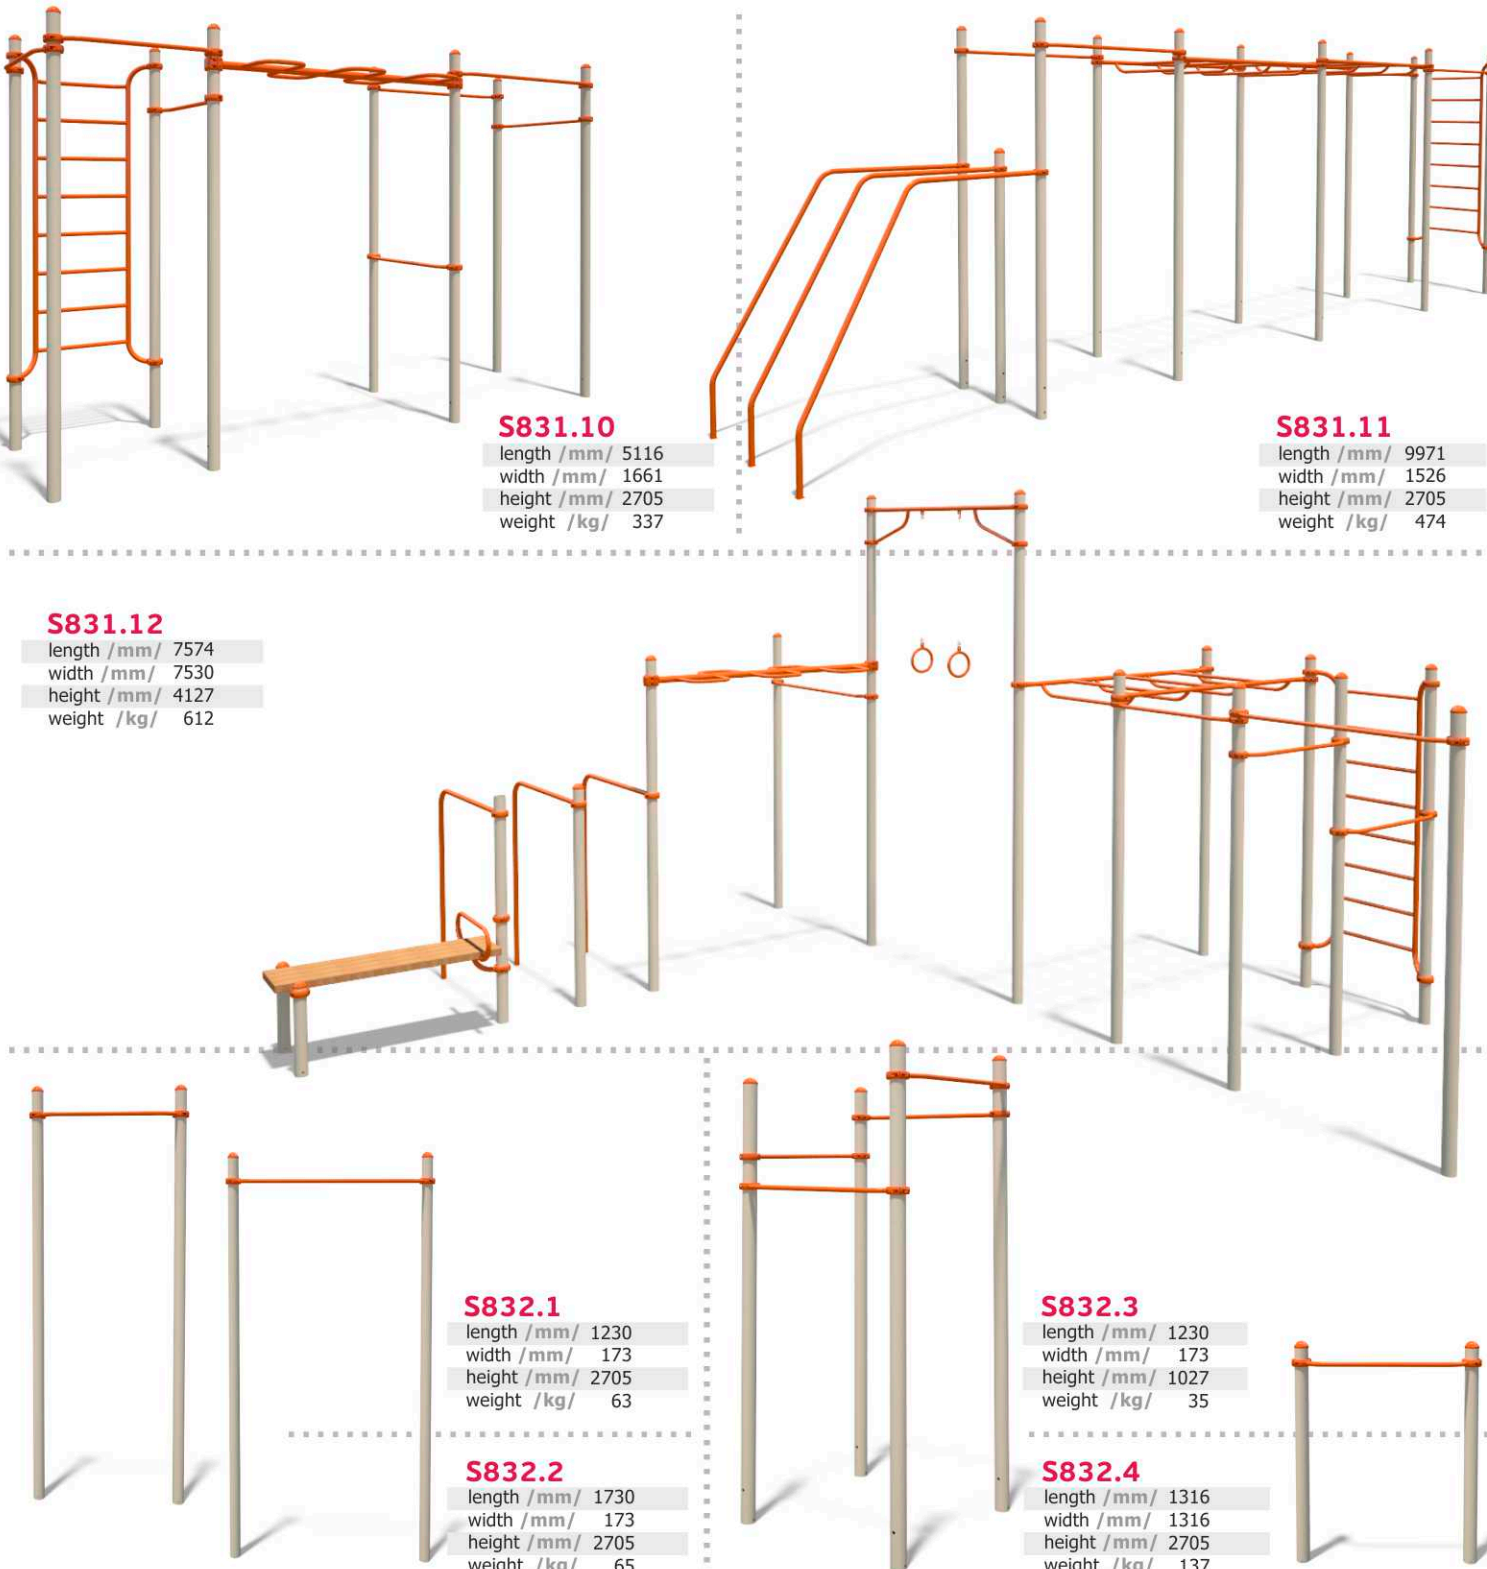 S831.10
length /mm/ 5116
width /mm/ 1661
height /mm/ 2705
weight /kg/ 337
S831.11
length /mm/ 9971
width /mm/ 1526
height /mm/ 2705
weight /kg/ 474
S831.12
length /mm/ 7574
width /mm/ 7530
height /mm/ 4127
weight /kg/ 612
S832.1
length /mm/ 1230
width /mm/ 173
height /mm/ 2705
weight /kg/ 63
S832.2
length /mm/ 1730
width /mm/ 173
height /mm/ 2705
weight /kg/ 65
S832.3
length /mm/ 1230
width /mm/ 173
height /mm/ 1027
weight /kg/ 35
S832.4
length /mm/ 1316
width /mm/ 1316
height /mm/ 2705
weight /kg/ 137